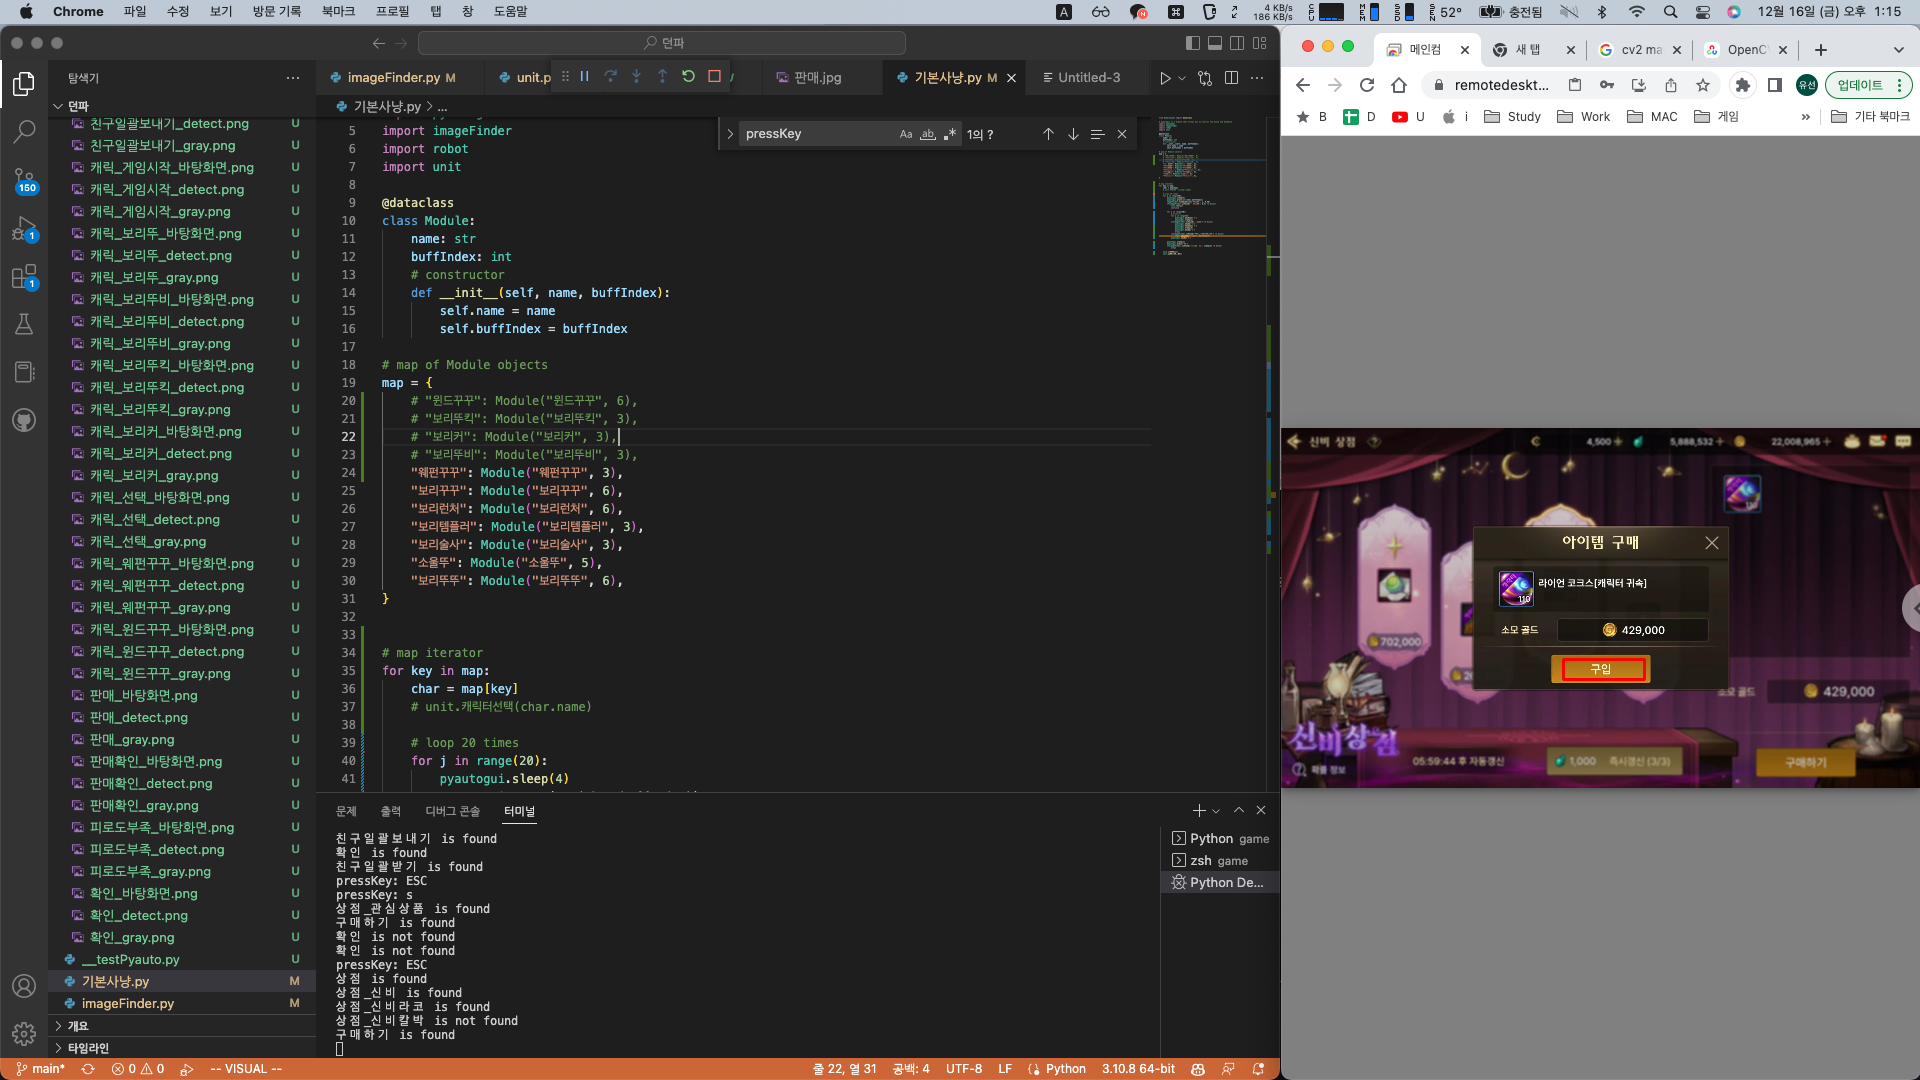 Chrome 파일 수정 보기 방문 기록 북마크 프로필 탭 창 도움말
4 KB/s
186 KB/s
52° 충전됨 12월 16일 (금) 오후 1:15
던파
탐색기
던파
친구일괄보내기_detect.png U
친구일괄보내기_gray.png U
캐릭_게임시작_바탕화면.png U
캐릭_게임시작_detect.png U
캐릭_게임시작_gray.png U
캐릭_보리뚜_바탕화면.png U
캐릭_보리뚜_detect.png U
캐릭_보리뚜_gray.png U
캐릭_보리뚜비_바탕화면.png U
캐릭_보리뚜비_detect.png U
캐릭_보리뚜비_gray.png U
캐릭_보리뚜킥_바탕화면.png U
캐릭_보리뚜킥_detect.png U
캐릭_보리뚜킥_gray.png U
캐릭_보리커_바탕화면.png U
캐릭_보리커_detect.png U
캐릭_보리커_gray.png U
캐릭_선택_바탕화면.png U
캐릭_선택_detect.png U
캐릭_선택_gray.png U
캐릭_웨펀꾸꾸_바탕화면.png U
캐릭_웨펀꾸꾸_detect.png U
캐릭_웨펀꾸꾸_gray.png U
캐릭_윈드꾸꾸_바탕화면.png U
캐릭_윈드꾸꾸_detect.png U
캐릭_윈드꾸꾸_gray.png U
판매_바탕화면.png U
판매_detect.png U
판매_gray.png U
판매확인_바탕화면.png U
판매확인_detect.png U
판매확인_gray.png U
피로도부족_바탕화면.png U
피로도부족_detect.png U
피로도부족_gray.png U
확인_바탕화면.png U
확인_detect.png U
확인_gray.png U
__testPyauto.py U
기본사냥.py M
imageFinder.py M
개요
타임라인
150
1
1
imageFinder.py M
unit.p
판매.jpg
기본사냥.py M
Untitled-3
기본사냥.py > ...
pressKey Aa ab 1의 ?
5 import imageFinder
6 import robot
7 import unit
8
9 @dataclass
10 class Module:
11 name: str
12 buffIndex: int
13 # constructor
14 def __init__(self, name, buffIndex):
15 self.name = name
16 self.buffIndex = buffIndex
17
18 # map of Module objects
19 map = {
20 # "윈드꾸꾸": Module("윈드꾸꾸", 6),
21 # "보리뚜킥": Module("보리뚜킥", 3),
22 # "보리커": Module("보리커", 3),
23 # "보리뚜비": Module("보리뚜비", 3),
24 "웨펀꾸꾸": Module("웨펀꾸꾸", 3),
25 "보리꾸꾸": Module("보리꾸꾸", 6),
26 "보리런처": Module("보리런처", 6),
27 "보리템플러": Module("보리템플러", 3),
28 "보리술사": Module("보리술사", 3),
29 "소울뚜": Module("소울뚜", 5),
30 "보리뚜뚜": Module("보리뚜뚜", 6),
31 }
32
33
34 # map iterator
35 for key in map:
36 char = map[key]
37 # unit.캐릭터선택(char.name)
38
39 # loop 20 times
40 for j in range(20):
41 pyautogui.sleep(4)
문제 출력 디버그 콘솔 터미널
친구일괄보내기 is found
확인 is found
친구일괄받기 is found
pressKey: ESC
pressKey: s
상점_관심상품 is found
구매하기 is found
확인 is not found
확인 is not found
pressKey: ESC
상점 is found
상점_신비 is found
상점_신비라코 is found
상점_신비칼박 is not found
구매하기 is found
Python game
zsh game
Python De...
main* 0 0 -- VISUAL -- 줄 22, 열 31 공백: 4 UTF-8 LF Python 3.10.8 64-bit
메인컴
새 탭
cv2 ma
OpenC
remotedeskt...
유선 업데이트
B D U i Study Work MAC 게임 » 기타 북마크
신비 상점 4,500 5,888,532 22,008,965
아이템 구매
라이언 코크스[캐릭터 귀속]
110
소모 골드 429,000
구입
702,000
소모 골드 429,000
신비상점
확률 정보
05:59:44 후 자동갱신
1,000 즉시갱신 (3/3)
구매하기